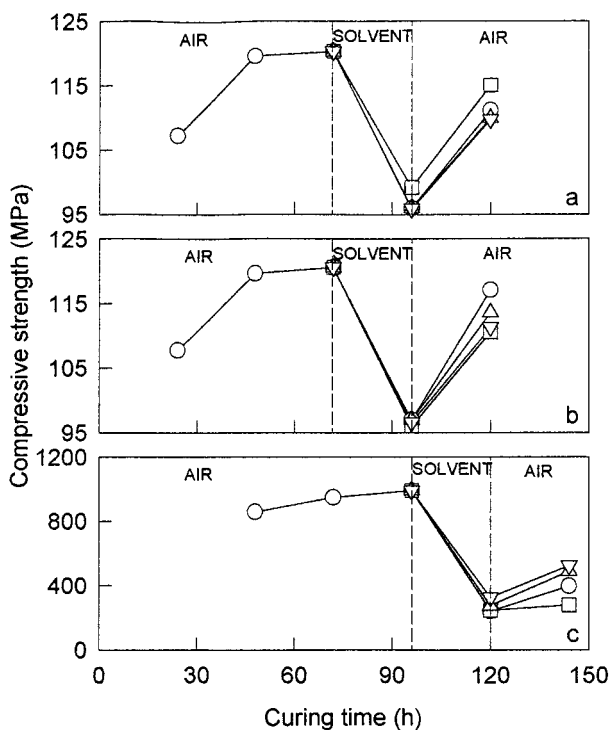 125
AIR
SOLVENT
AIR
115
105
95
a
125
AIR
SOLVENT
AIR
115
105
95
b
1200
AIR
SOLVENT
AIR
800
400
0
c
Compressive strength (MPa)
0 30 60 90 120 150
Curing time (h)